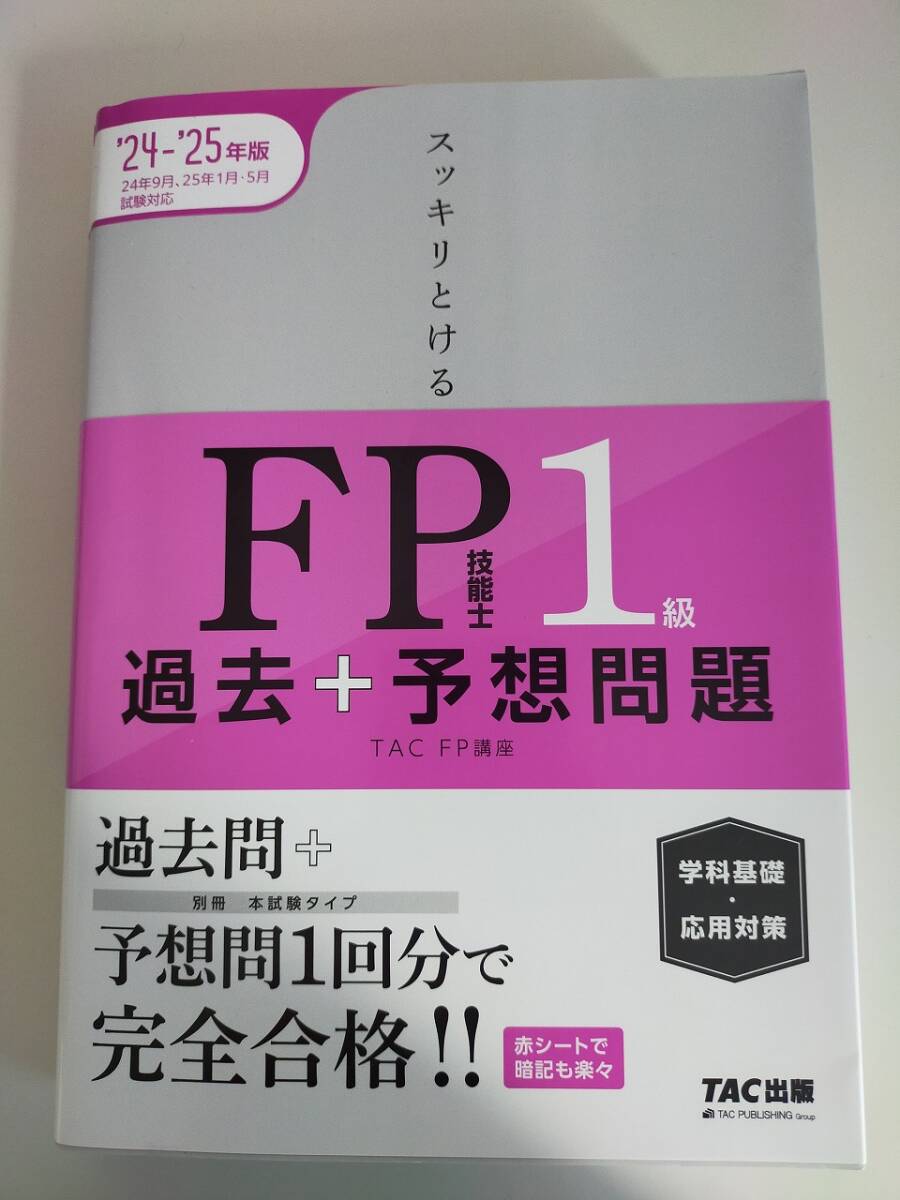 ’24-’25年版
24年9月、25年1月・5月
試験対応
スッキリとける
FP技能士1級
過去+予想問題
TAC FP講座
過去問+
別冊 本試験タイプ
予想問1回分で
完全合格!!
赤シートで
暗記も楽々
学科基礎
・
応用対策
TAC出版
TAC PUBLISHING Group